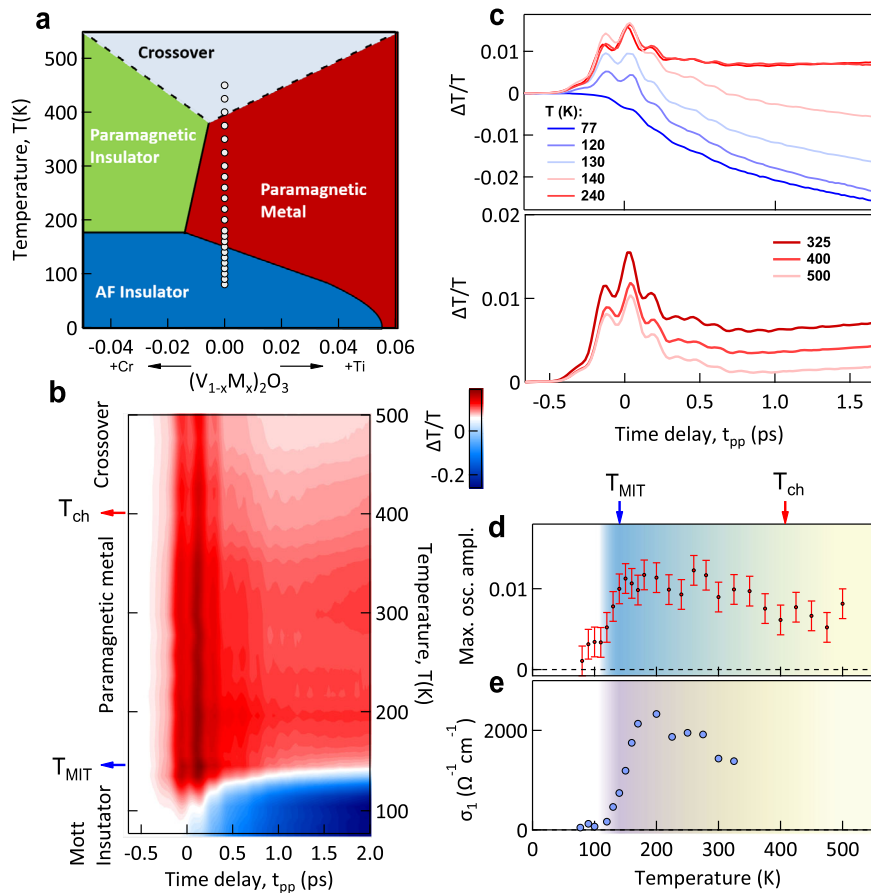 a
500
400
300
200
100
0
Temperature, T(K)
Crossover
Paramagnetic
Insulator
Paramagnetic
Metal
AF Insulator
-0.04 -0.02 0.00 0.02 0.04 0.06
+Cr +Ti
(V1-xMx)2O3
b
Crossover
Paramagnetic metal
Mott
Insutator
Tch
TMIT
500
400
300
200
100
Temperature, T(K)
-0.5 0 0.5 1.0 1.5 2.0
Time delay, tpp (ps)
ΔT/T
0
-0.2
c
0.01
0
-0.01
-0.02
ΔT/T
T (K):
77
120
130
140
240
0.02
0.01
0
ΔT/T
325
400
500
-0.5 0 0.5 1.0 1.5
Time delay, tpp (ps)
TMIT Tch
d
0.01
0
Max. osc. ampl.
e
2000
0
σ1 (Ω-1 cm-1)
0 100 200 300 400 500
Temperature (K)